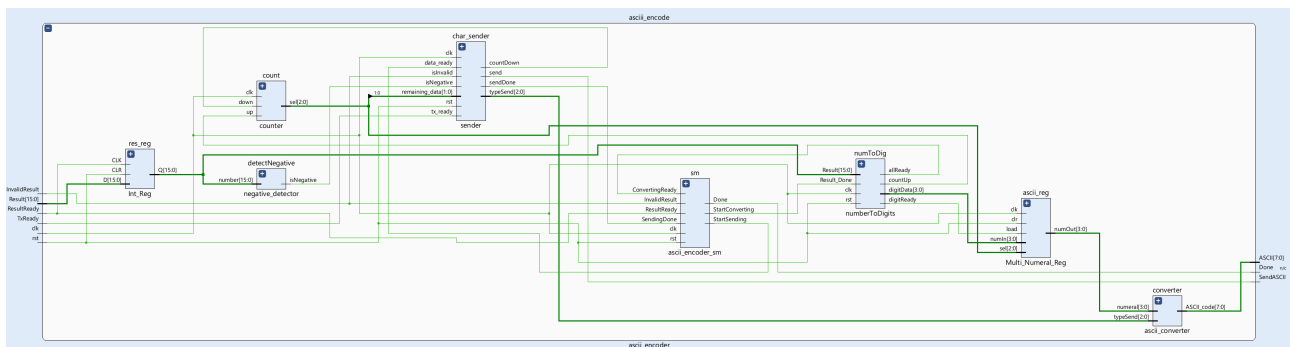 asciii_encode
char_sender
clk
data_ready
isInvalid
isNegative
remaining_data[1:0]
rst
tx_ready
countDown
send
sendDone
typeSend[2:0]
sender
1:0
count
clk
down
up
sel[2:0]
counter
res_reg
CLK
CLR
D[15:0]
Q[15:0]
Int_Reg
detectNegative
number[15:0]
isNegative
negative_detector
InvalidResult
Result[15:0]
ResultReady
TxReady
clk
rst
sm
ConvertingReady
InvalidResult
ResultReady
SendingDone
clk
rst
Done
StartConverting
StartSending
ascii_encoder_sm
numToDig
Result[15:0]
Result_Done
clk
rst
allReady
countUp
digitData[3:0]
digitReady
numberToDigits
ascii_reg
clk
clr
load
numIn[3:0]
sel[2:0]
numOut[3:0]
Multi_Numeral_Reg
converter
numeral[3:0]
typeSend[2:0]
ASCII_code[7:0]
ascii_converter
ASCII[7:0]
Done n/c
SendASCII
ascii_encoder